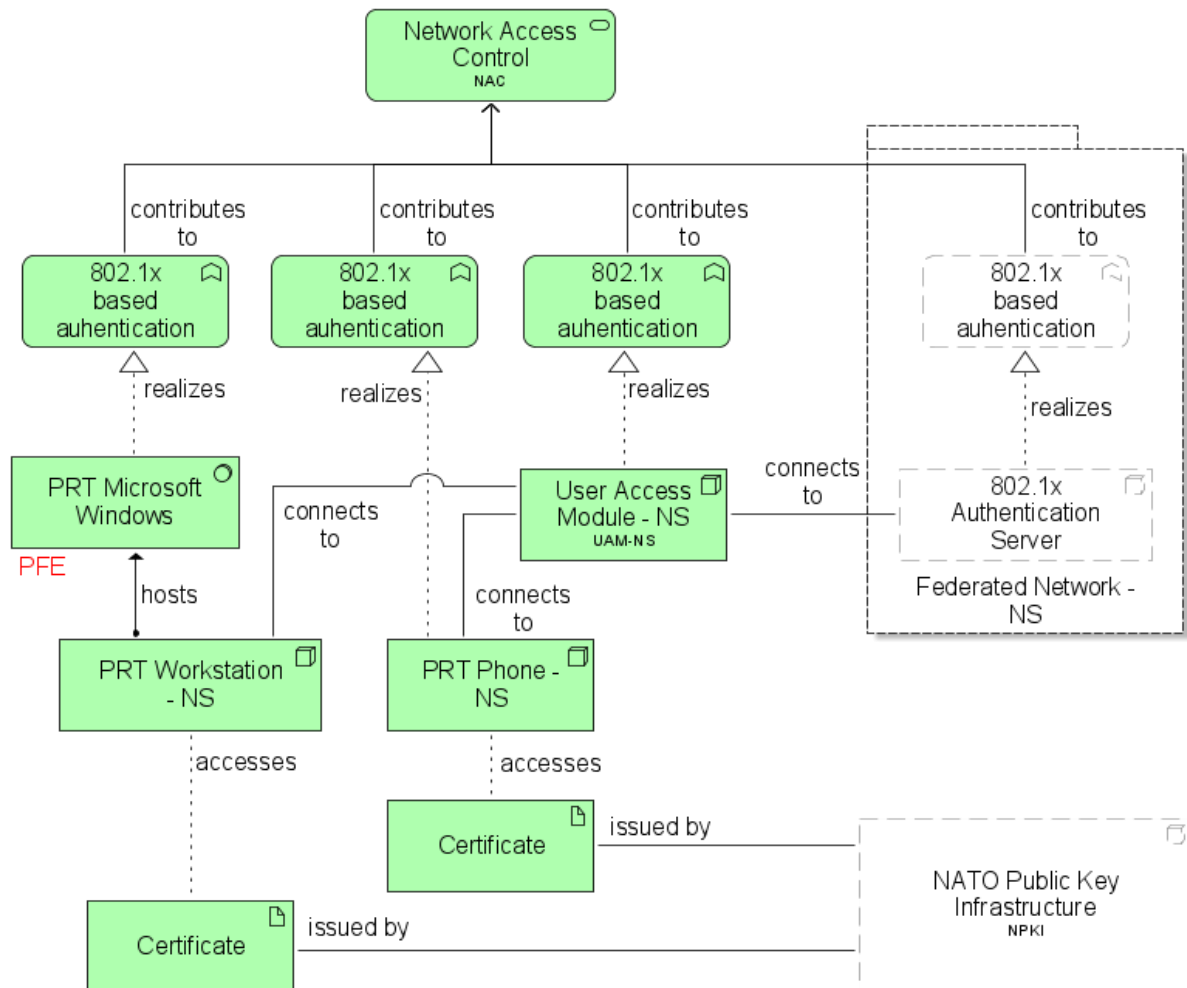 Network Access
Control
NAC
contributes
to
contributes
to
contributes
to
contributes
to
802.1x
based
auhentication
802.1x
based
auhentication
802.1x
based
auhentication
802.1x
based
auhentication
realizes
realizes
realizes
realizes
PRT Microsoft
Windows
PFE
connects
to
User Access
Module - NS
UAM-NS
connects
to
802.1x
Authentication
Server
Federated Network -
NS
hosts
connects
to
PRT Workstation
- NS
PRT Phone -
NS
accesses
accesses
Certificate
issued by
NATO Public Key
Infrastructure
NPKI
Certificate
issued by